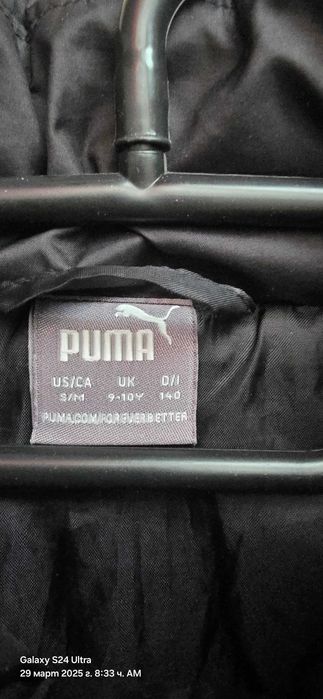 PUMA
US/CA UK D/I
S/M 9-10Y 140
PUMA.COM/FOREVERBETTER
Galaxy S24 Ultra
29 март 2025 г. 8:33 ч. AM